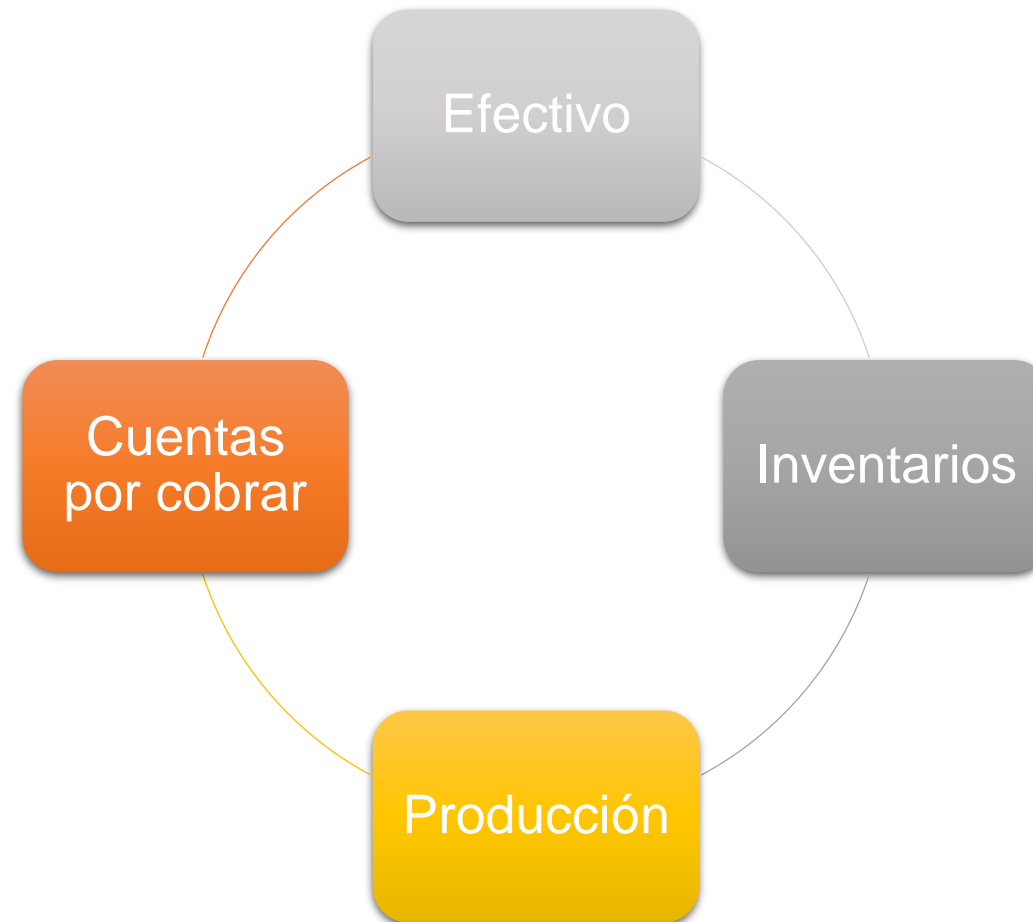 Efectivo
Cuentas
por cobrar
Inventarios
Producción